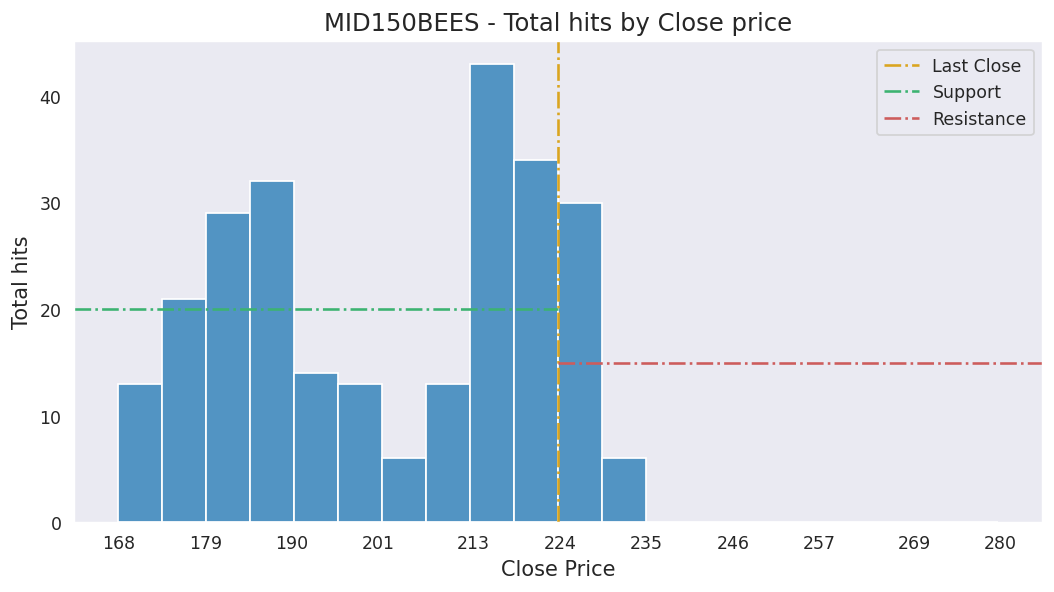 MID150BEES - Total hits by Close price
Last Close
Support
Resistance
Total hits
40
30
20
10
0
168 179 190 201 213 224 235 246 257 269 280
Close Price